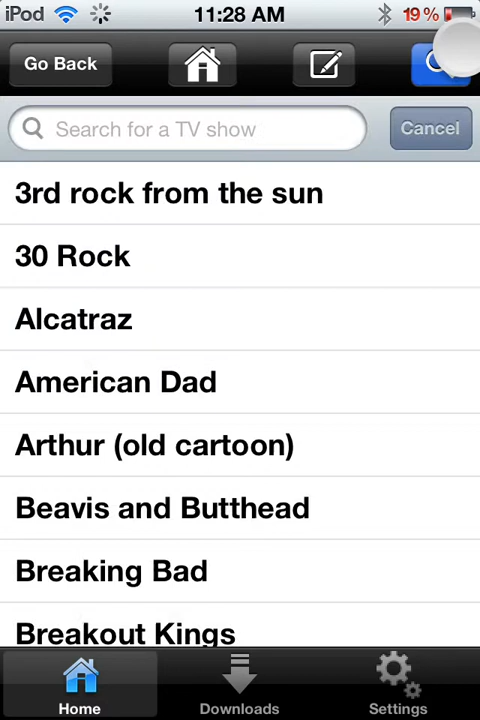 iPod 11:28 AM 19%
Go Back
Search for a TV show Cancel
3rd rock from the sun
30 Rock
Alcatraz
American Dad
Arthur (old cartoon)
Beavis and Butthead
Breaking Bad
Breakout Kings
Home Downloads Settings